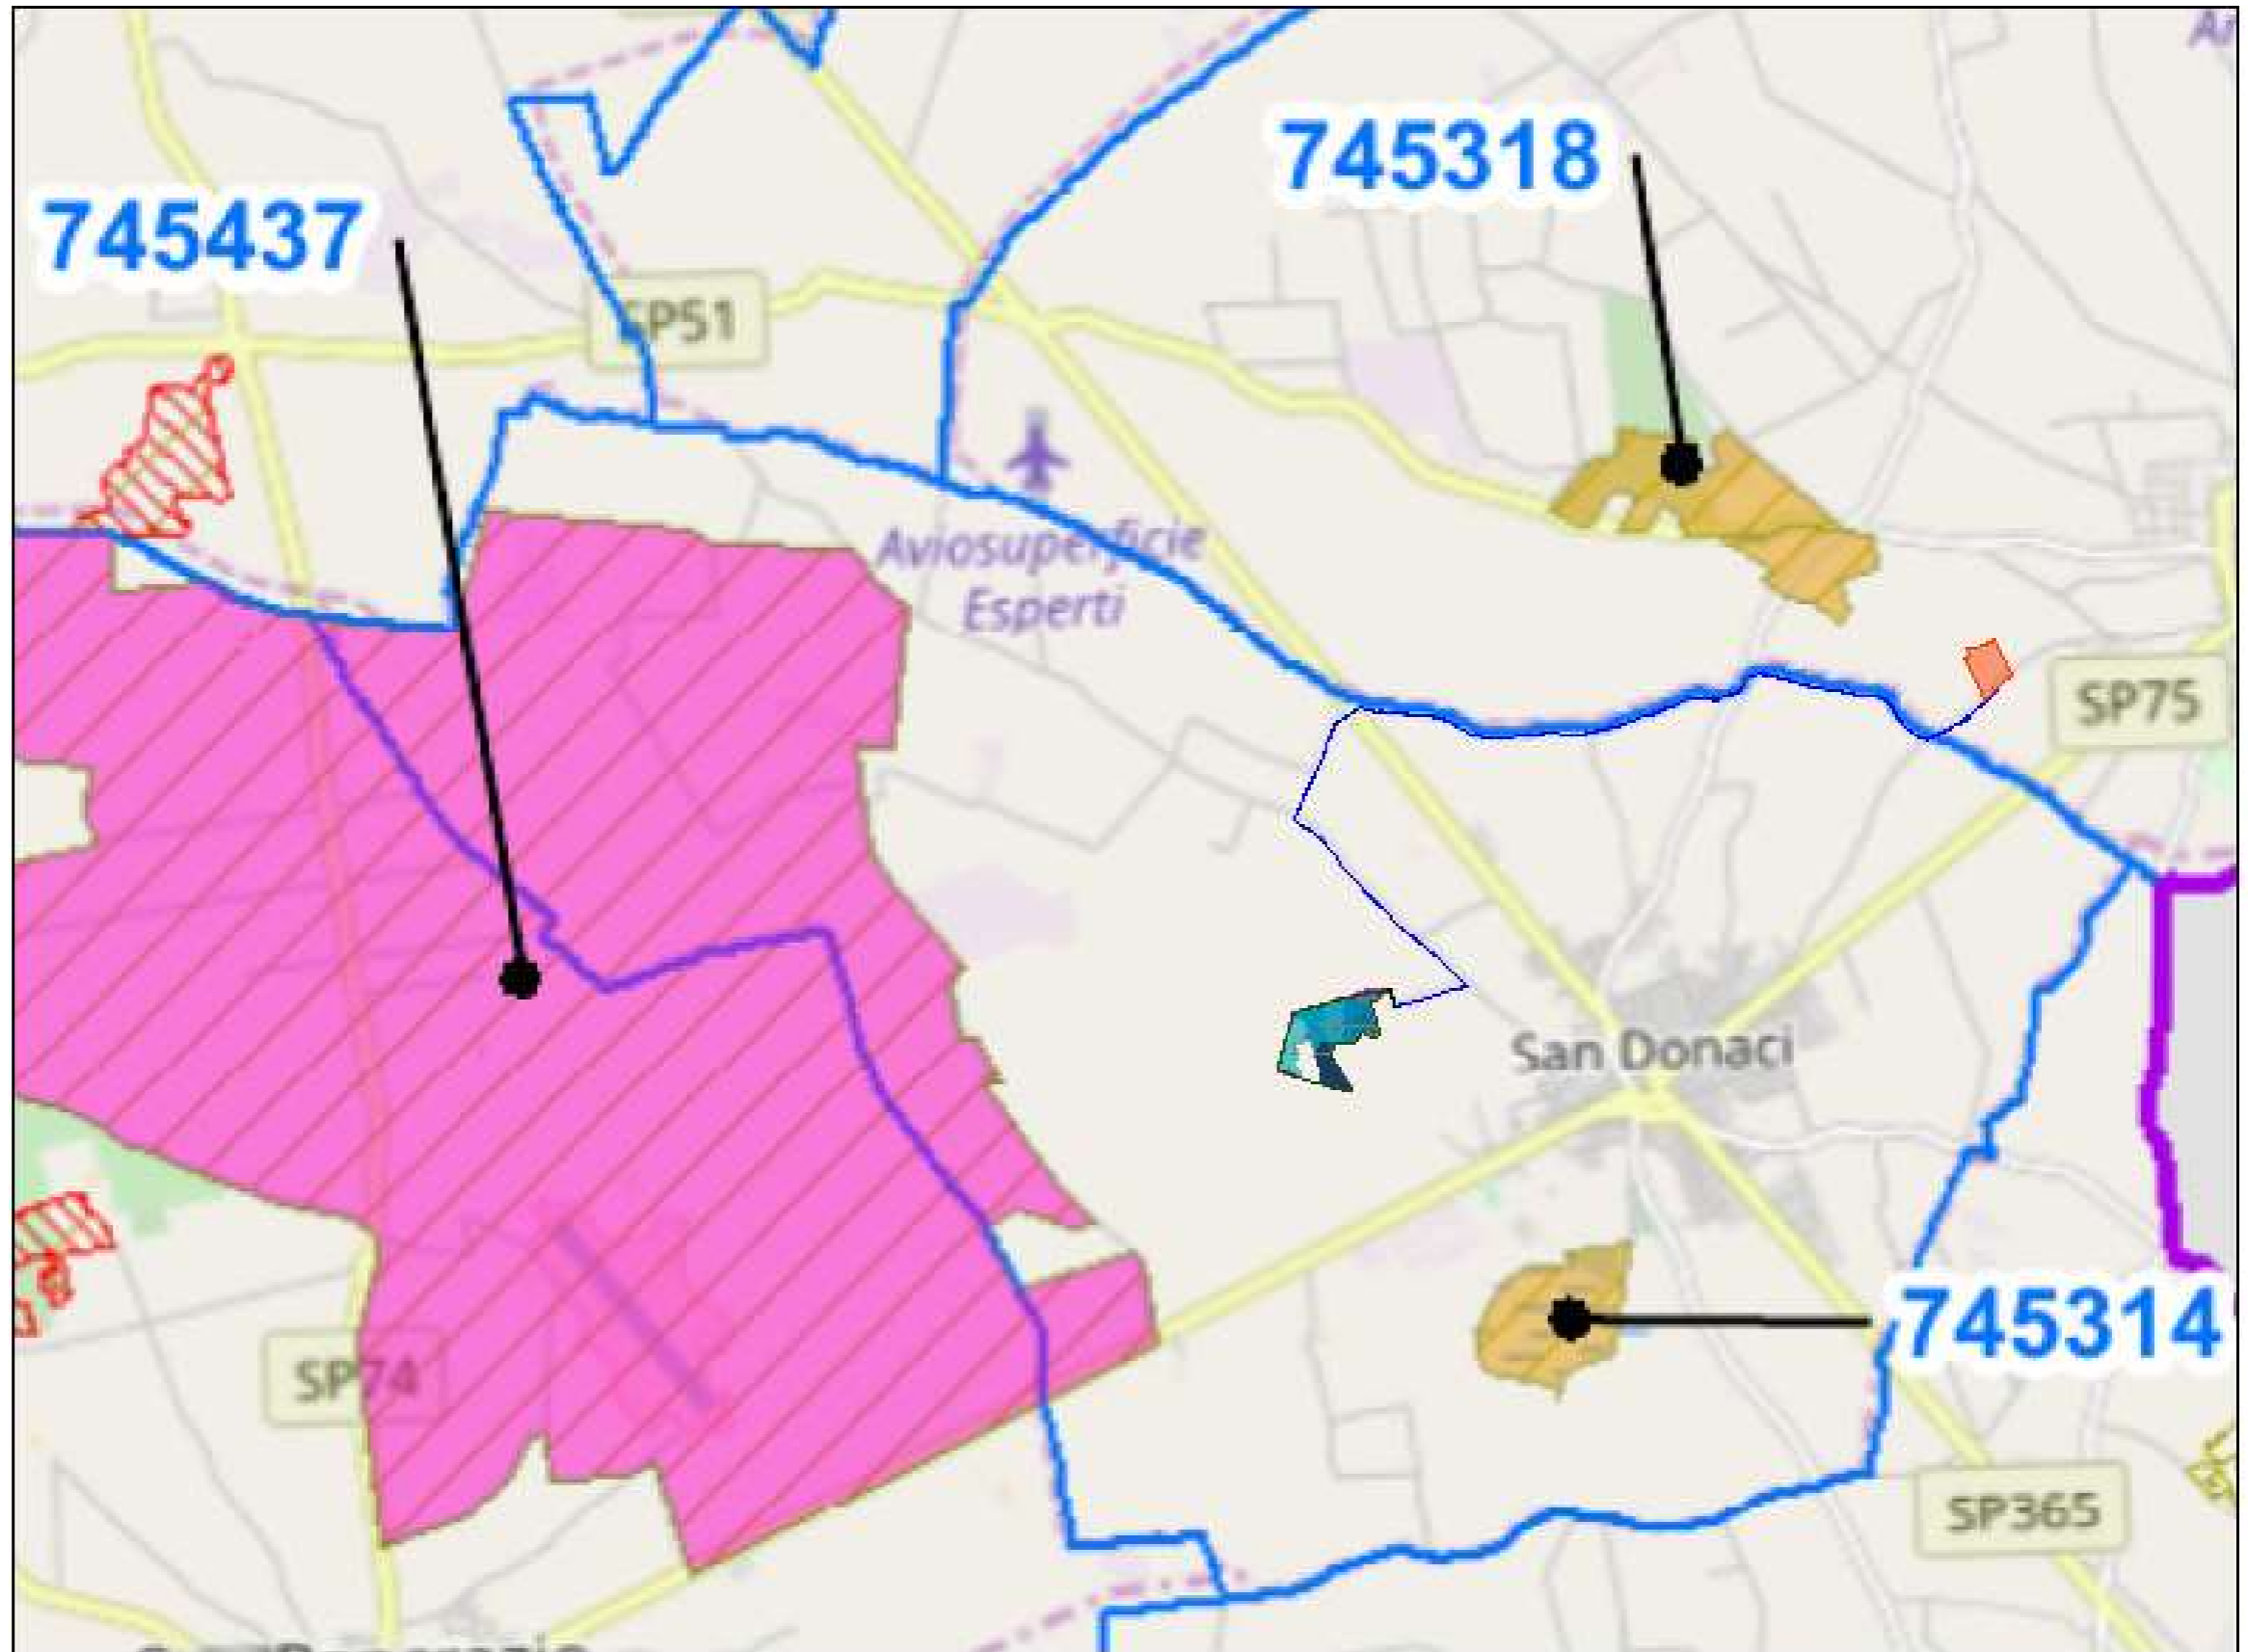 745318
745437
SP51
Aviosuperficie
Esperti
SP75
San Donaci
745314
SP74
SP365